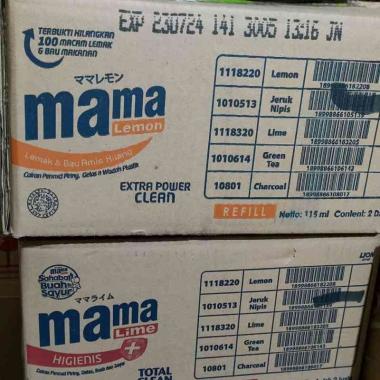 EXP 230724 141 3005 13:16 JN
TERBUKTI HILANGKAN
100 MACAM LEMAK
& BAU MAKANAN
ママレモン
mama
Lemon
Lemak & Bau Amis Hilang
Cairan Pencuci Piring, Gelas & Wadah Plastik
EXTRA POWER
CLEAN
1118220 Lemon
1010513 Jeruk Nipis
1118320 Lime
1010614 Green Tea
10801 Charcoal
REFILL Netto: 115 ml Content: 2 D
mama
Sahabat
Buah &
Sayur
ママライム
mama
Lime
HIGIENIS
TOTAL
CLEAN
1118220 Lemon
1010513 Jeruk Nipis
1118320 Lime
1010614 Green Tea
10801 Charcoal
LION